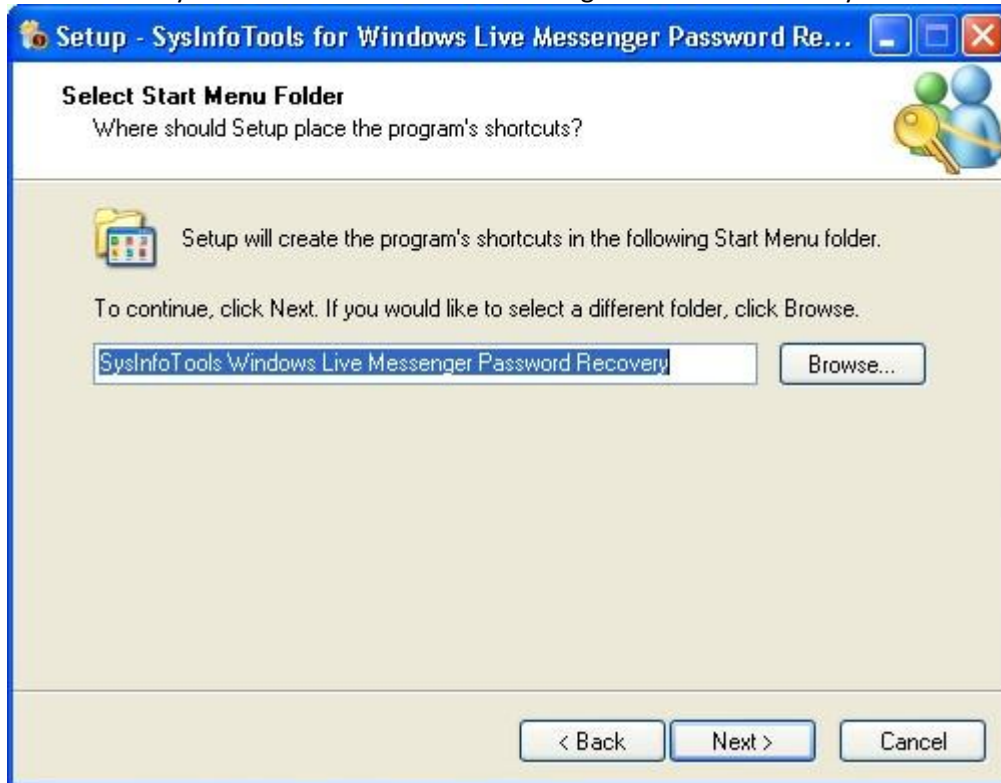 Setup - SysInfoTools for Windows Live Messenger Password Re...
Select Start Menu Folder
Where should Setup place the program's shortcuts?
Setup will create the program's shortcuts in the following Start Menu folder.
To continue, click Next. If you would like to select a different folder, click Browse.
SysInfoTools Windows Live Messenger Password Recovery
Browse...
< Back
Next >
Cancel